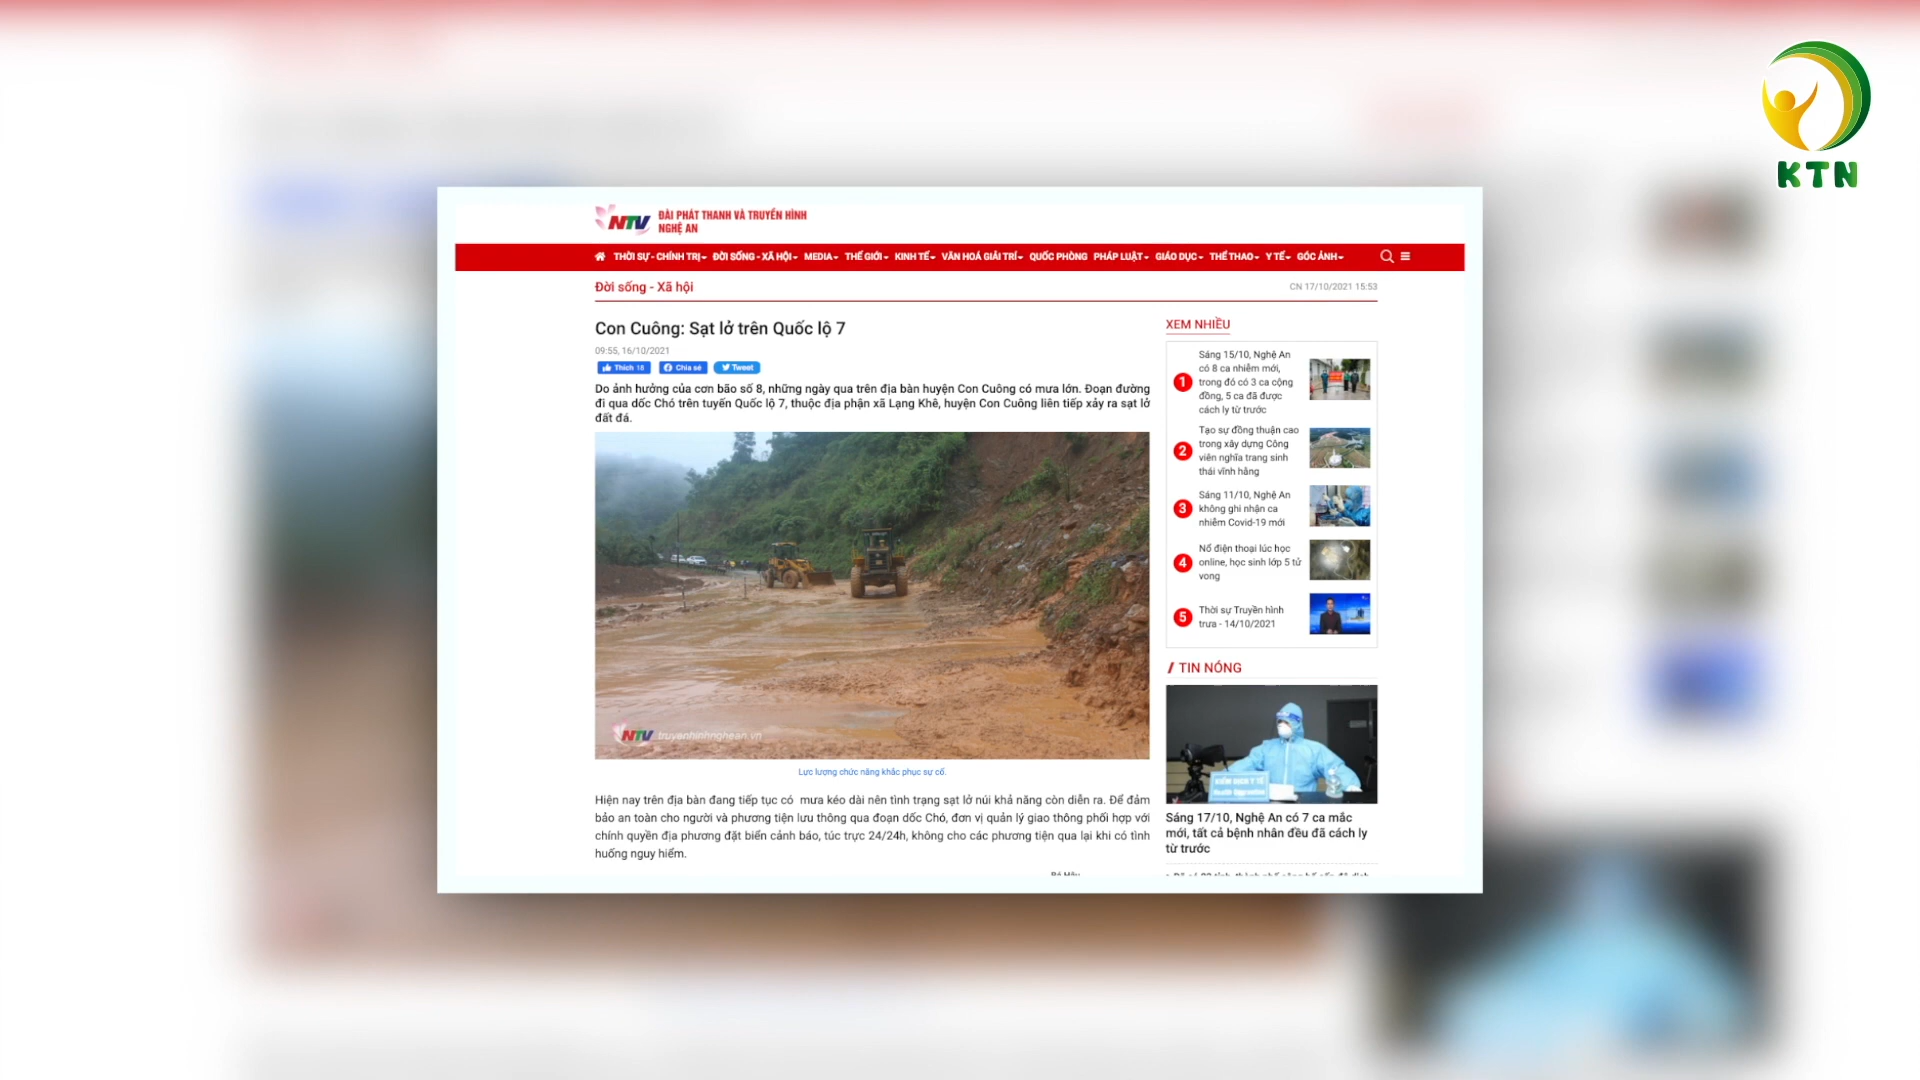 KTN
NTV
ĐÀI PHÁT THANH VÀ TRUYỀN HÌNH
NGHỆ AN
THỜI SỰ - CHÍNH TRỊ ĐỜI SỐNG - XÃ HỘI MEDIA THẾ GIỚI KINH TẾ VĂN HOÁ GIẢI TRÍ QUỐC PHÒNG PHÁP LUẬT GIÁO DỤC THỂ THAO Y TẾ GÓC ẢNH
Đời sống - Xã hội
CN 17/10/2021 15:53
Con Cuông: Sạt lở trên Quốc lộ 7
09:55, 16/10/2021
Thích 18 Chia sẻ Tweet
Do ảnh hưởng của cơn bão số 8, những ngày qua trên địa bàn huyện Con Cuông có mưa lớn. Đoạn đường
đi qua dốc Chó trên tuyến Quốc lộ 7, thuộc địa phận xã Lạng Khê, huyện Con Cuông liên tiếp xảy ra sạt lở
đất đá.
NTV truyenhinhnghean.vn
Lực lượng chức năng khắc phục sự cố.
Hiện nay trên địa bàn đang tiếp tục có mưa kéo dài nên tình trạng sạt lở núi khả năng còn diễn ra. Để đảm
bảo an toàn cho người và phương tiện lưu thông qua đoạn dốc Chó, đơn vị quản lý giao thông phối hợp với
chính quyền địa phương đặt biển cảnh báo, túc trực 24/24h, không cho các phương tiện qua lại khi có tình
huống nguy hiểm.
XEM NHIỀU
1
Sáng 15/10, Nghệ An
có 8 ca nhiễm mới,
trong đó có 3 ca cộng
đồng, 5 ca đã được
cách ly từ trước
2
Tạo sự đồng thuận cao
trong xây dựng Công
viên nghĩa trang sinh
thái vĩnh hằng
3
Sáng 11/10, Nghệ An
không ghi nhận ca
nhiễm Covid-19 mới
4
Nổ điện thoại lúc học
online, học sinh lớp 5 tử
vong
5
Thời sự Truyền hình
trưa - 14/10/2021
TIN NÓNG
Sáng 17/10, Nghệ An có 7 ca mắc
mới, tất cả bệnh nhân đều đã cách ly
từ trước